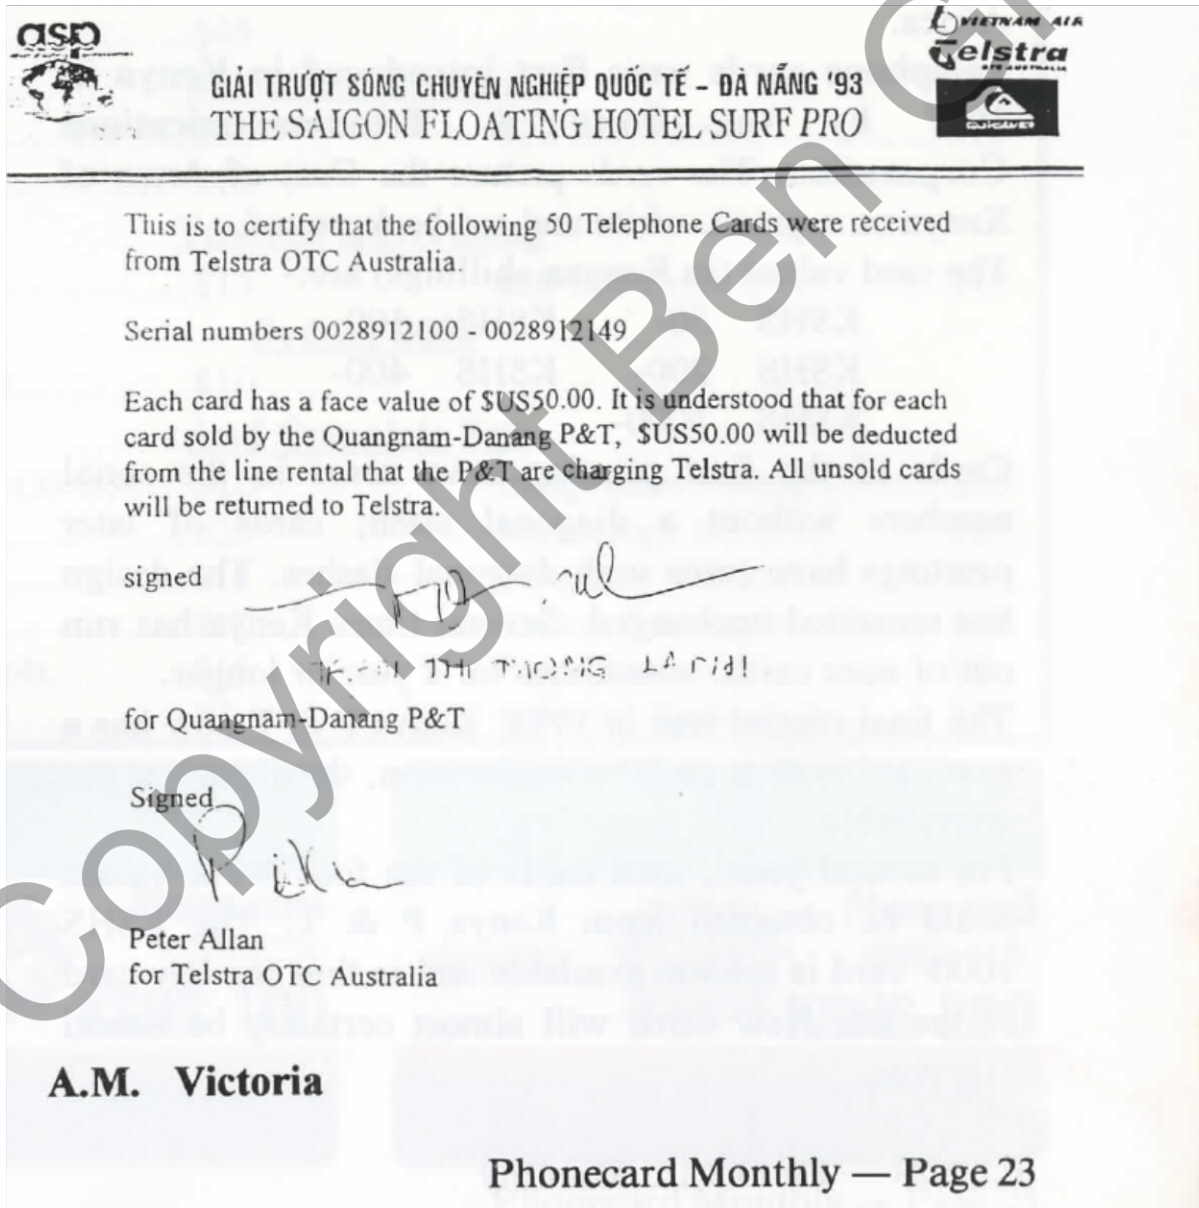 asp
VIETNAM AIR
Telstra
OTC AUSTRALIA
GIẢI TRƯỢT SÓNG CHUYÊN NGHIỆP QUỐC TẾ - ĐÀ NẴNG '93
THE SAIGON FLOATING HOTEL SURF PRO
QUIKSILVER
This is to certify that the following 50 Telephone Cards were received
from Telstra OTC Australia.
Serial numbers 0028912100 - 0028912149
Each card has a face value of $US50.00. It is understood that for each
card sold by the Quangnam-Danang P&T, $US50.00 will be deducted
from the line rental that the P&T are charging Telstra. All unsold cards
will be returned to Telstra.
signed
for Quangnam-Danang P&T
Signed
Peter Allan
for Telstra OTC Australia
A.M. Victoria
Phonecard Monthly — Page 23
Copyright Ben G